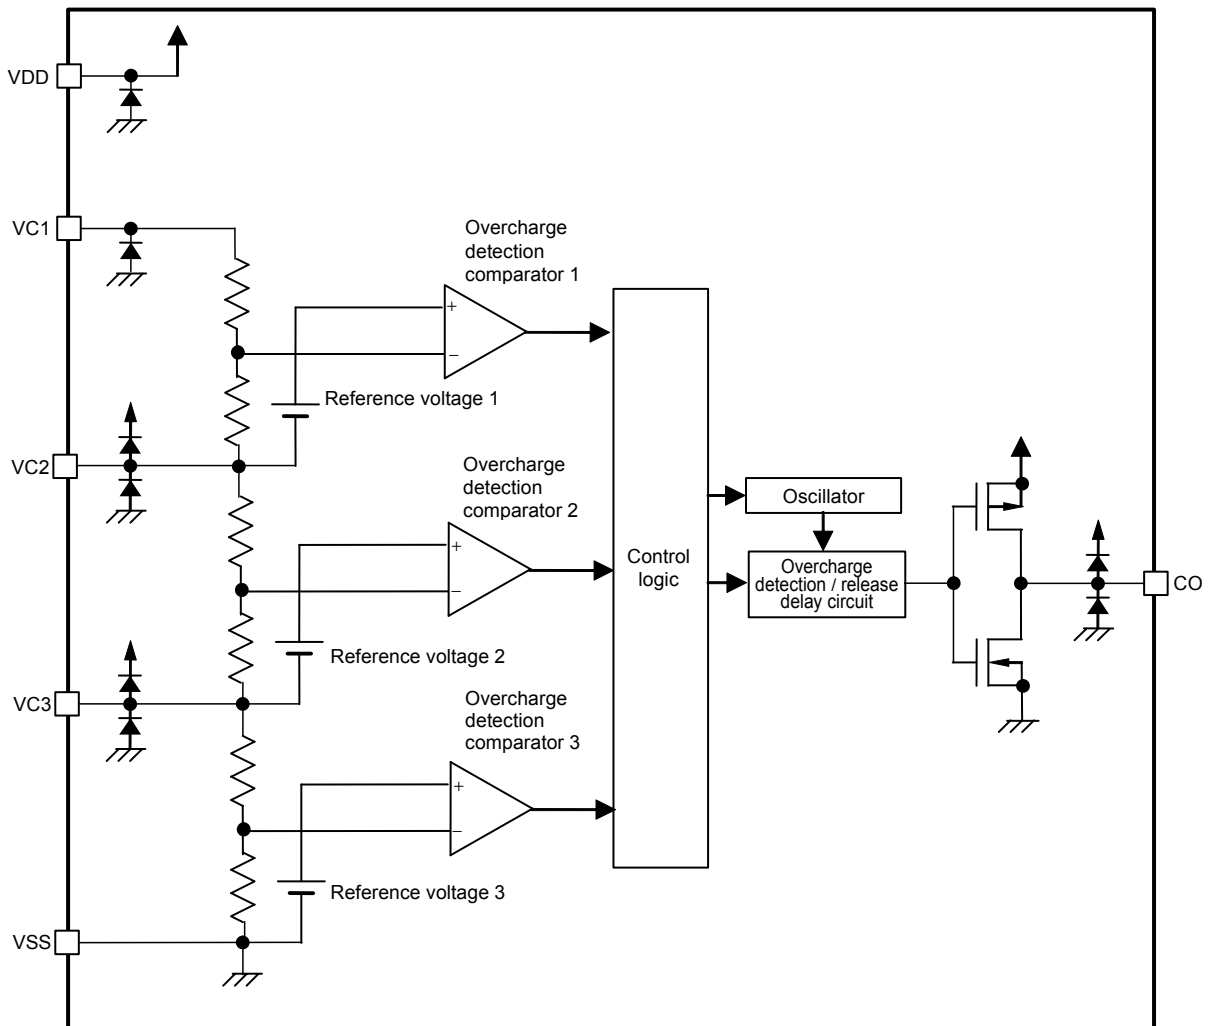 VDD
VC1
Overcharge
detection
comparator 1
+
−
Reference voltage 1
VC2
Overcharge
detection
comparator 2
+
−
Oscillator
Control
logic
Overcharge
detection / release
delay circuit
CO
Reference voltage 2
VC3
Overcharge
detection
comparator 3
+
−
Reference voltage 3
VSS